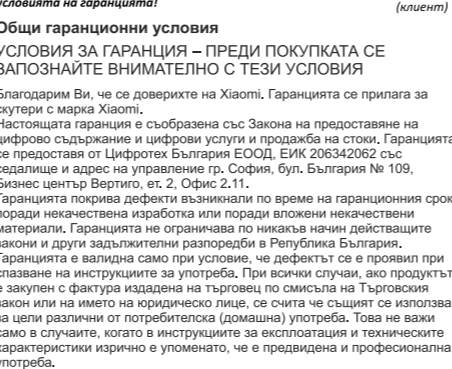 условията на гаранцията!
(клиент)
Общи гаранционни условия
УСЛОВИЯ ЗА ГАРАНЦИЯ – ПРЕДИ ПОКУПКАТА СЕ
ЗАПОЗНАЙТЕ ВНИМАТЕЛНО С ТЕЗИ УСЛОВИЯ
Благодарим Ви, че се доверихте на Xiaomi. Гаранцията се прилага за
скутери с марка Xiaomi.
Настоящата гаранция е съобразена със Закона на предоставяне на
цифрово съдържание и цифрови услуги и продажба на стоки. Гаранцията
се предоставя от Цифротех България ЕООД, ЕИК 206342062 със
седалище и адрес на управление гр. София, бул. България № 109,
Бизнес център Вертиго, ет. 2, Офис 2.11.
Гаранцията покрива дефекти възникнали по време на гаранционния срок
поради некачествена изработка или поради вложени некачествени
материали. Гаранцията не ограничава по никакъв начин действащите
закони и други задължителни разпоредби в Република България.
Гаранцията е валидна само при условие, че дефектът се е проявил при
спазване на инструкциите за употреба. При всички случаи, ако продуктът
е закупен с фактура издадена на търговец по смисъла на Търговския
закон или на името на юридическо лице, се счита че същият се използва
за цели различни от потребителска (домашна) употреба. Това не важи
само в случаите, когато в инструкциите за експлоатация и техническите
характеристики изрично е упоменато, че е предвидена и професионална
употреба.